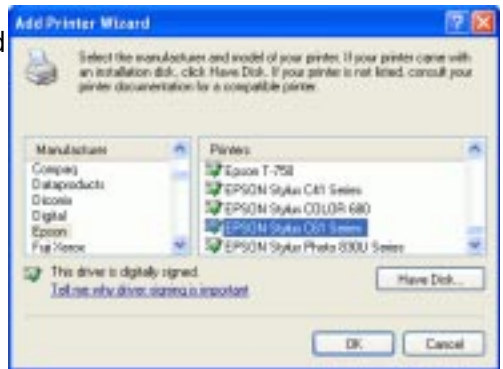 d
Add Printer Wizard
Select the manufacturer and model of your printer. If your printer came with
an installation disk, click Have Disk. If your printer is not listed, consult your
printer documentation for a compatible printer.
Manufacturer
Compaq
Dataproducts
Diconix
Digital
Epson
Fuji Xerox
Printers
Epson T-750
EPSON Stylus C41 Series
EPSON Stylus COLOR 680
EPSON Stylus C61 Series
EPSON Stylus Photo 830U Series
This driver is digitally signed.
Tell me why driver signing is important
Have Disk...
OK
Cancel